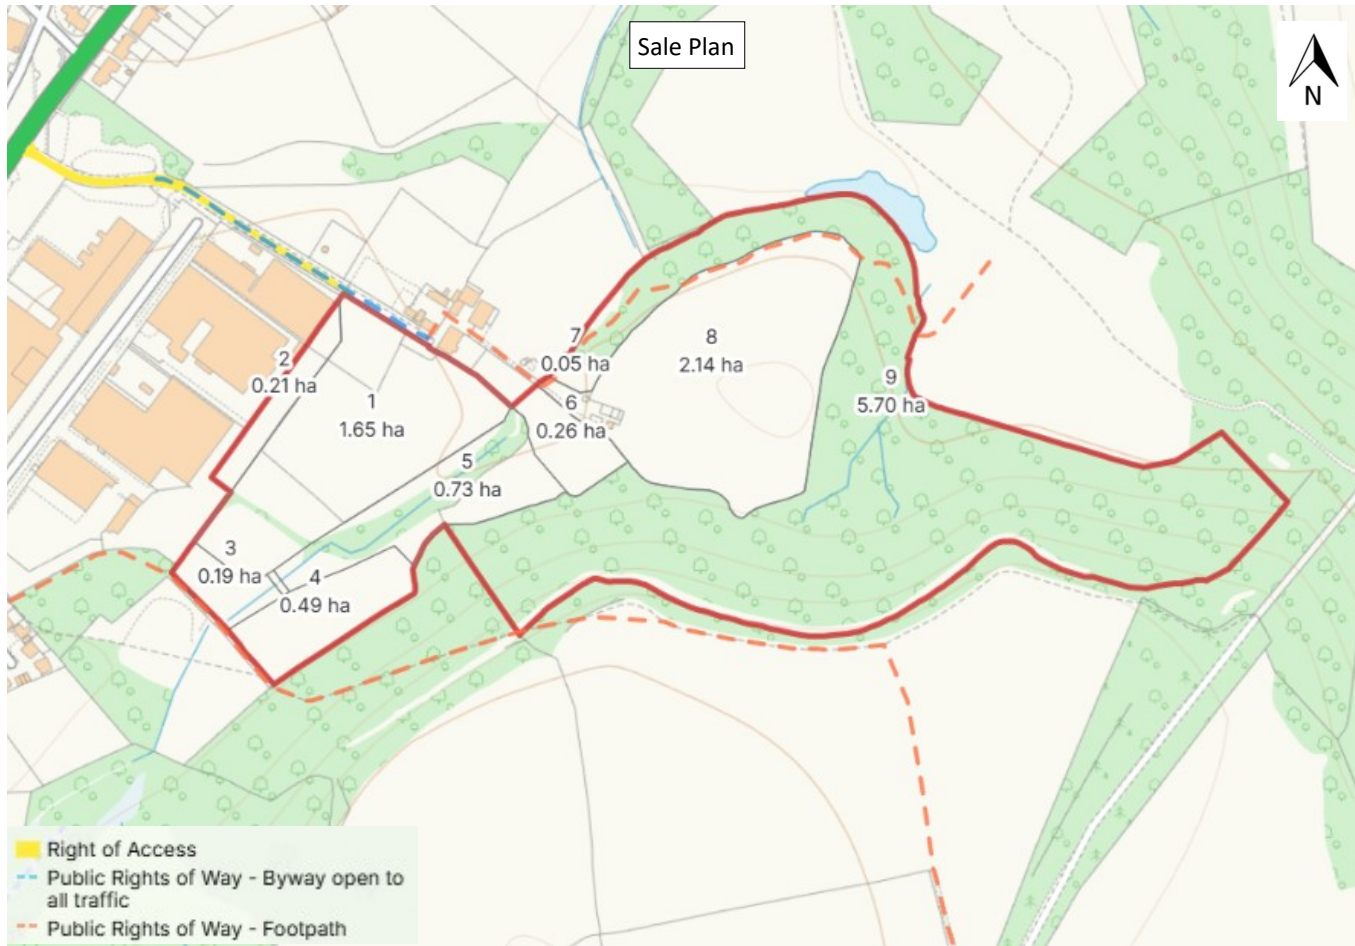 Sale Plan
N
7
0.05 ha
8
2.14 ha
2
0.21 ha
9
5.70 ha
1
1.65 ha
6
0.26 ha
5
0.73 ha
3
0.19 ha
4
0.49 ha
Right of Access
Public Rights of Way - Byway open to
all traffic
Public Rights of Way - Footpath